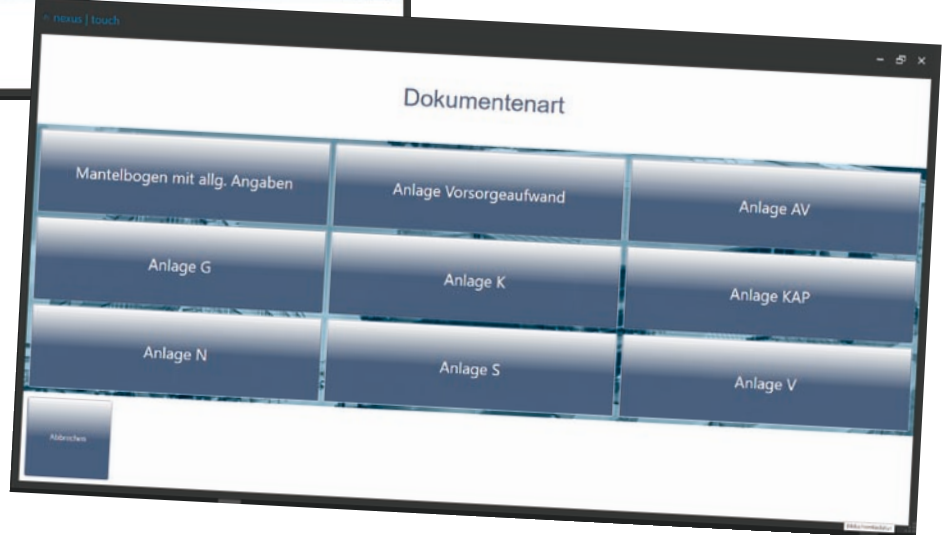 nexus | touch
Dokumentenart
Mantelbogen mit allg. Angaben
Anlage Vorsorgeaufwand
Anlage AV
Anlage G
Anlage K
Anlage KAP
Anlage N
Anlage S
Anlage V
Abbrechen